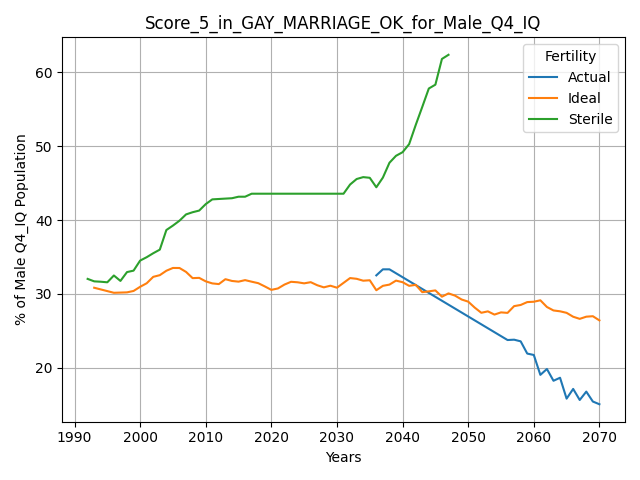 Score_5_in_GAY_MARRIAGE_OK_for_Male_Q4_IQ
Fertility
Actual
Ideal
Sterile
% of Male Q4_IQ Population
60
50
40
30
20
1990 2000 2010 2020 2030 2040 2050 2060 2070
Years